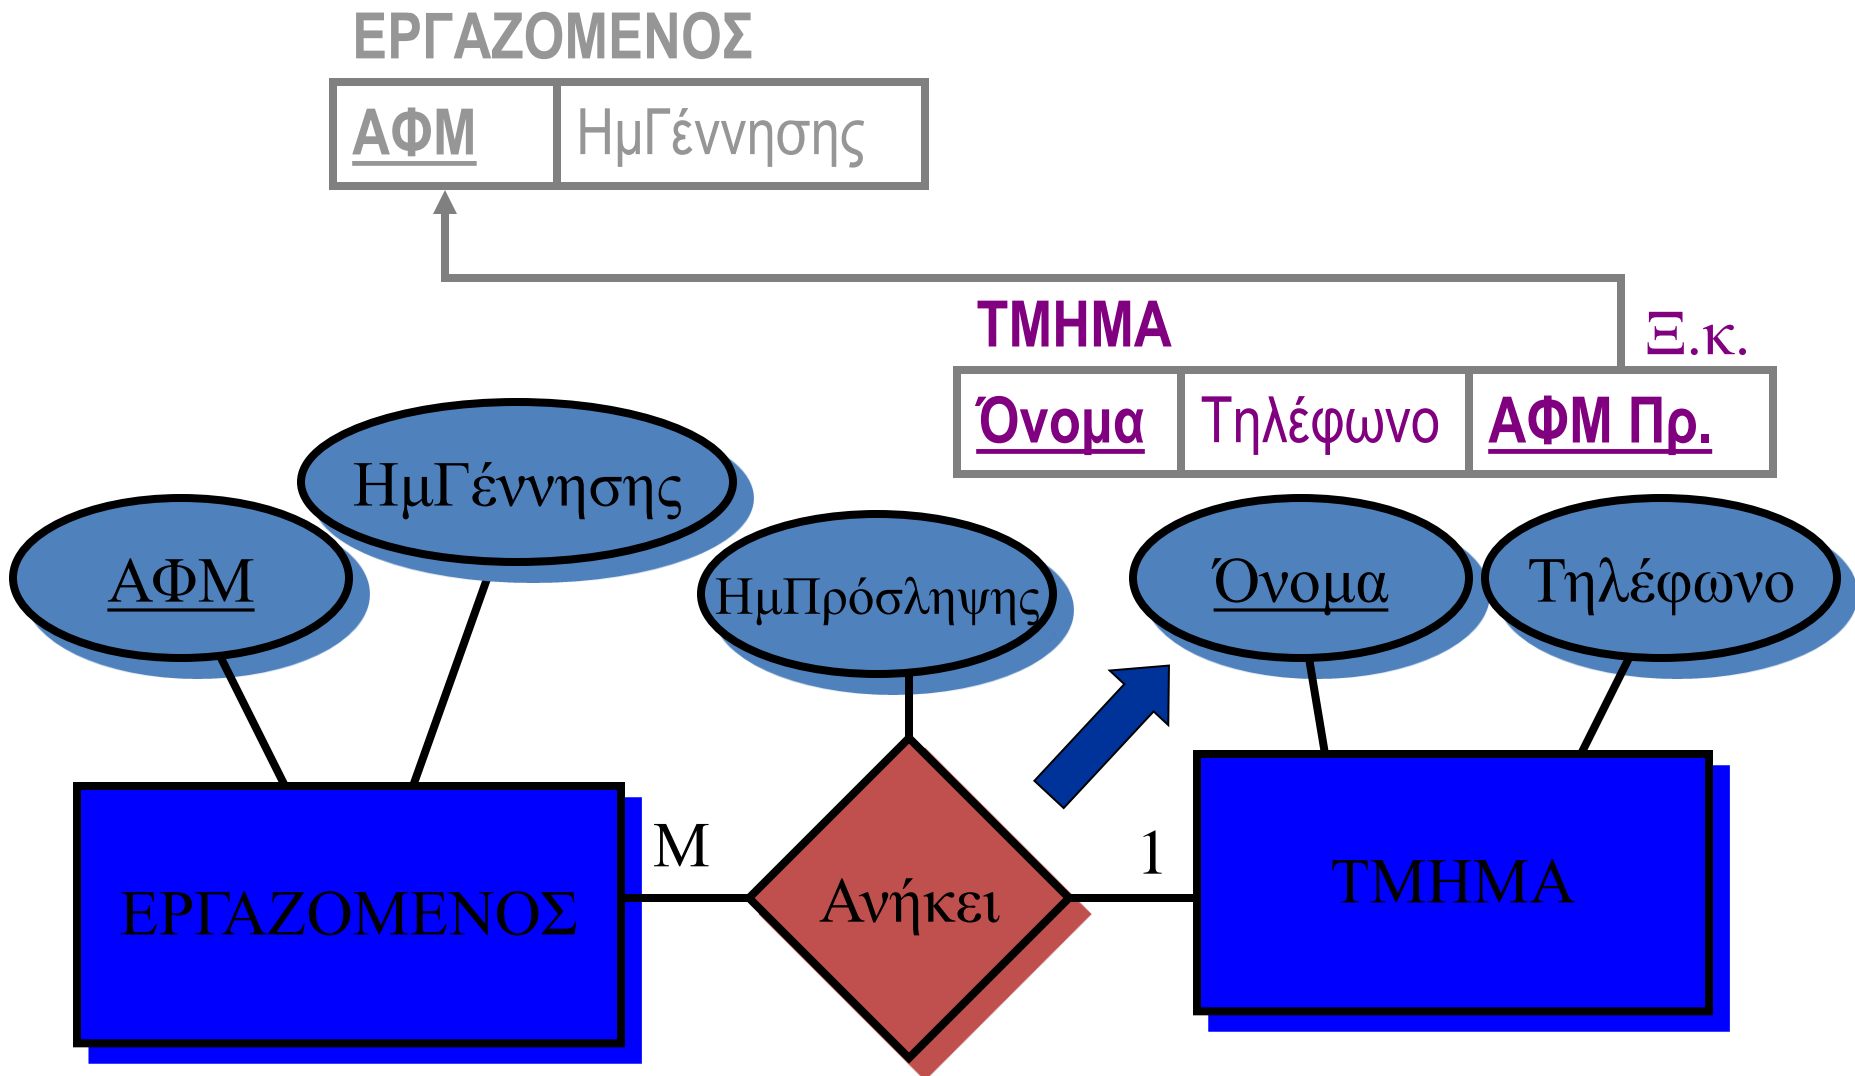 ΕΡΓΑΖΟΜΕΝΟΣ
ΑΦΜ ΗμΓέννησης
ΤΜΗΜΑ Ξ.κ.
Όνομα Τηλέφωνο ΑΦΜ Πρ.
ΗμΓέννησης
ΑΦΜ ΗμΠρόσληψης Όνομα Τηλέφωνο
Μ 1
ΕΡΓΑΖΟΜΕΝΟΣ Ανήκει ΤΜΗΜΑ